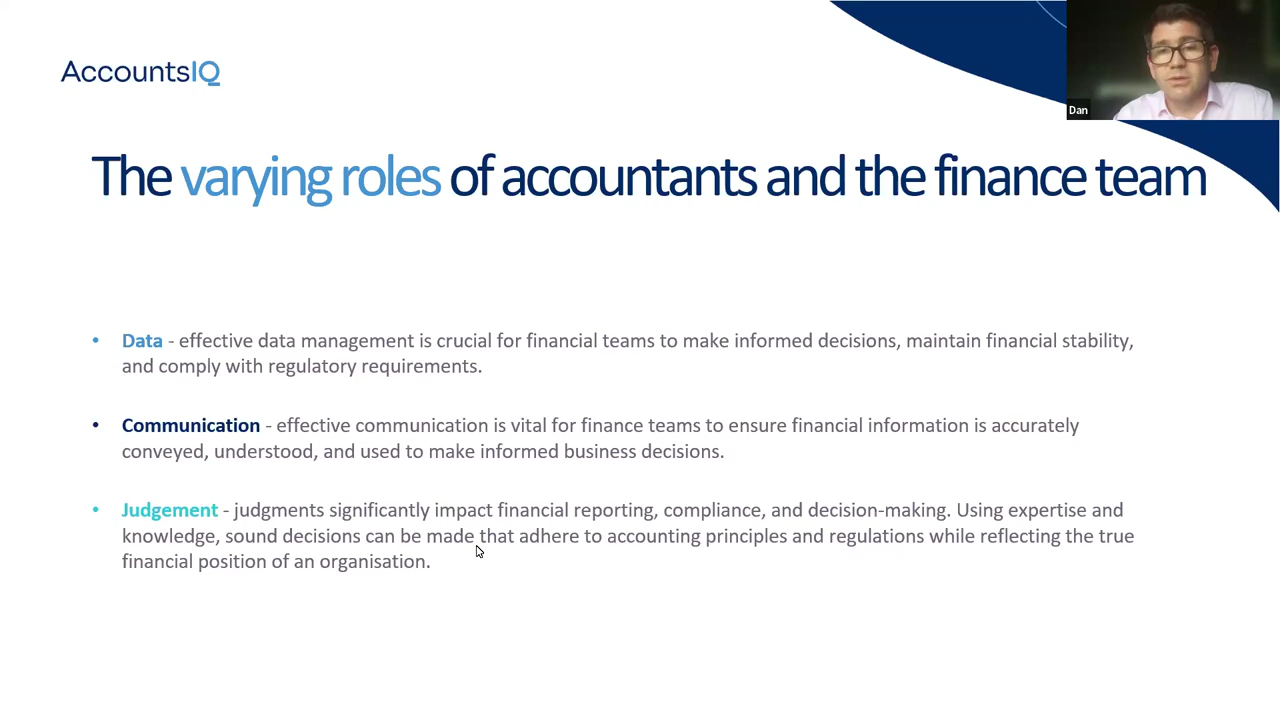 AccountsIQ
Dan
The varying roles of accountants and the finance team
• Data - effective data management is crucial for financial teams to make informed decisions, maintain financial stability,
and comply with regulatory requirements.
• Communication - effective communication is vital for finance teams to ensure financial information is accurately
conveyed, understood, and used to make informed business decisions.
• Judgement - judgments significantly impact financial reporting, compliance, and decision-making. Using expertise and
knowledge, sound decisions can be made that adhere to accounting principles and regulations while reflecting the true
financial position of an organisation.